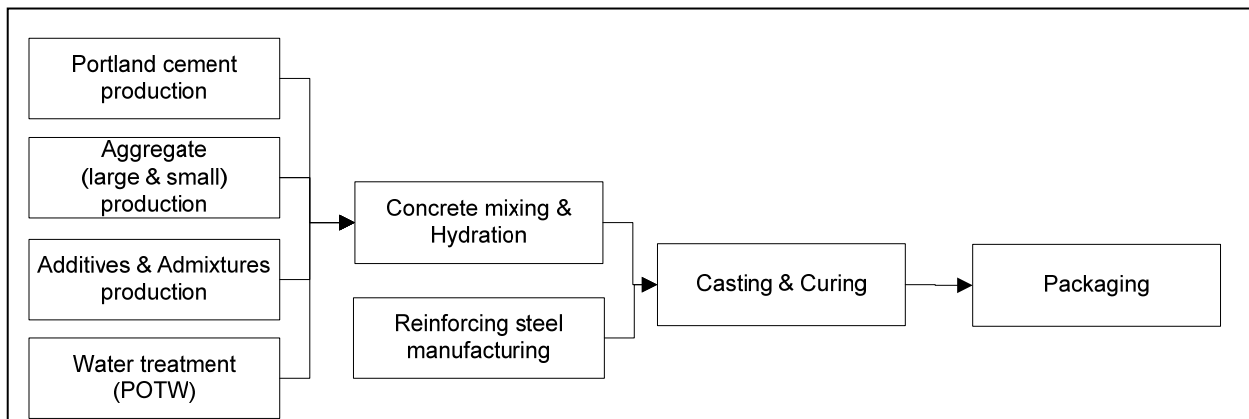 Portland cement
production
Aggregate
(large & small)
production
Additives & Admixtures
production
Water treatment
(POTW)
Concrete mixing &
Hydration
Reinforcing steel
manufacturing
Casting & Curing
Packaging